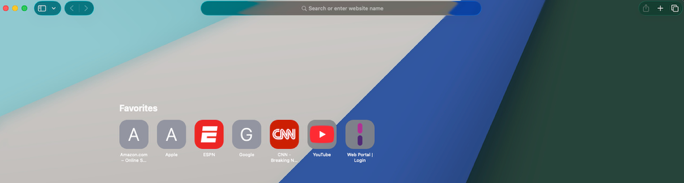 Search or enter website name
Favorites
A
A
E
G
CNN
Amazon.com
– Online S...
Apple
ESPN
Google
CNN -
Breaking N...
YouTube
Web Portal |
Login